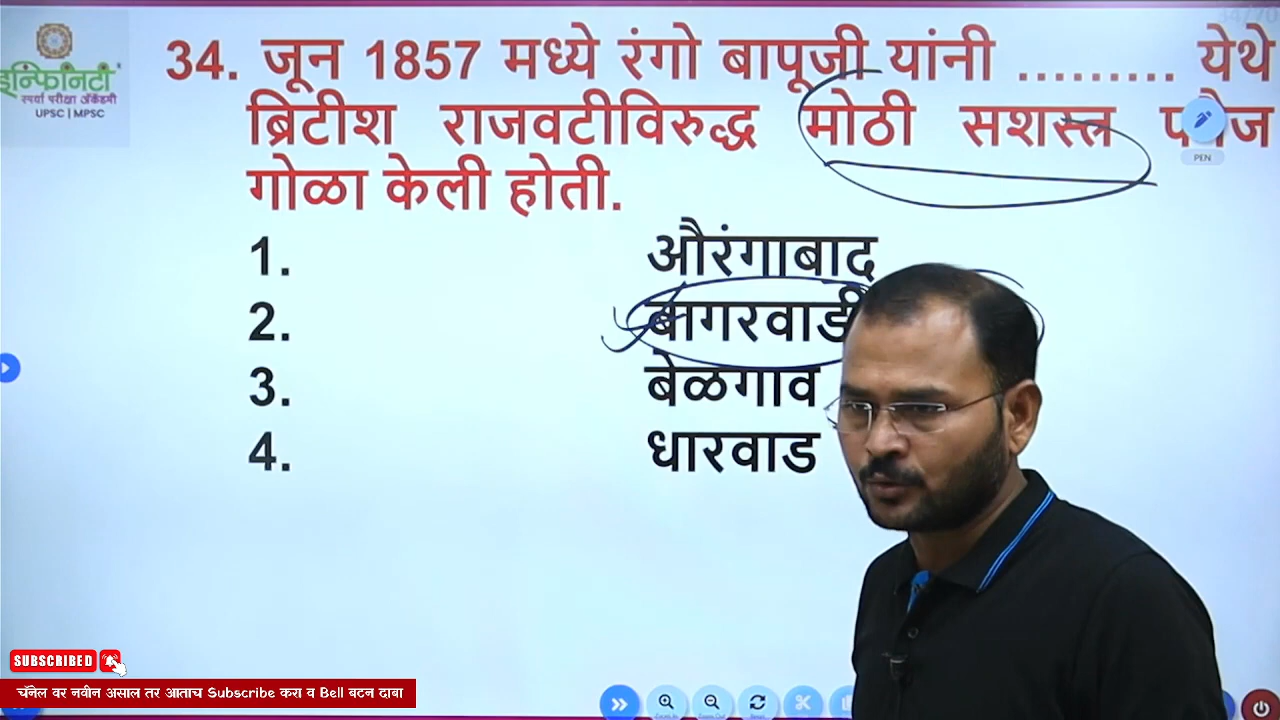 इन्फिनिटी
स्पर्धा परीक्षा अ‍ॅकॅडमी
UPSC | MPSC
34. जून 1857 मध्ये रंगो बापूजी यांनी ......... येथे
ब्रिटीश राजवटीविरुद्ध मोठी सशस्त्र
गोळा केली होती.
PEN
1. औरंगाबाद
2. बागरवाडी
3. बेळगाव
4. धारवाड
SUBSCRIBED
चॅनेल वर नवीन असाल तर आताच Subscribe करा व Bell बटन दाबा